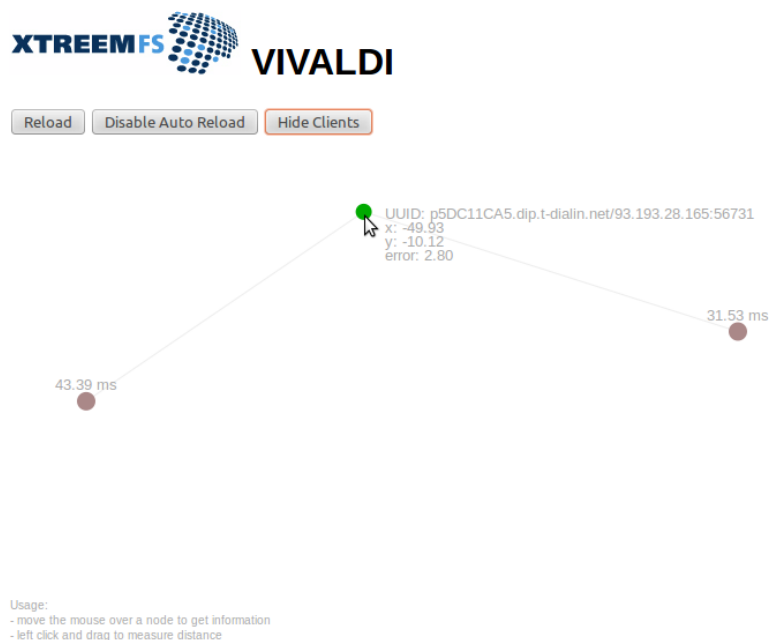 XTREEMFS VIVALDI
Reload Disable Auto Reload Hide Clients
UUID: p5DC11CA5.dip.t-dialin.net/93.193.28.165:56731
x: -49.93
y: -10.12
error: 2.80
31.53 ms
43.39 ms
Usage:
- move the mouse over a node to get information
- left click and drag to measure distance